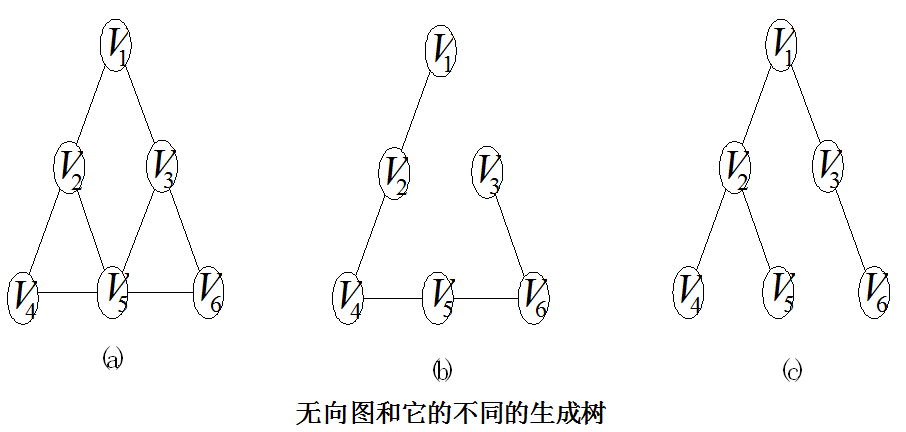 V1 V1 V1
V2 V3 V2 V3 V2 V3
V4 V5 V6 V4 V5 V6 V4 V5 V6
(a) (b) (c)
无向图和它的不同的生成树